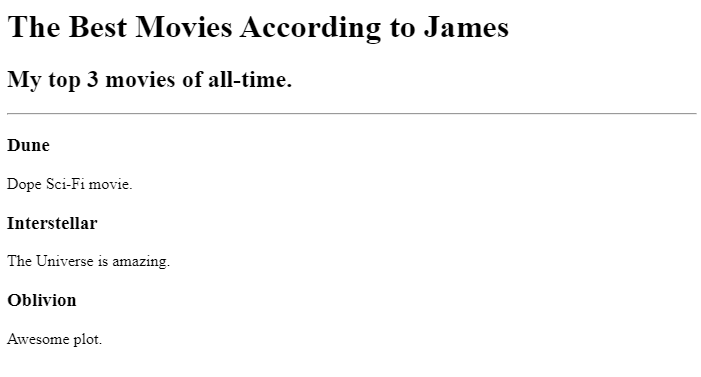 The Best Movies According to James
My top 3 movies of all-time.
Dune
Dope Sci-Fi movie.
Interstellar
The Universe is amazing.
Oblivion
Awesome plot.